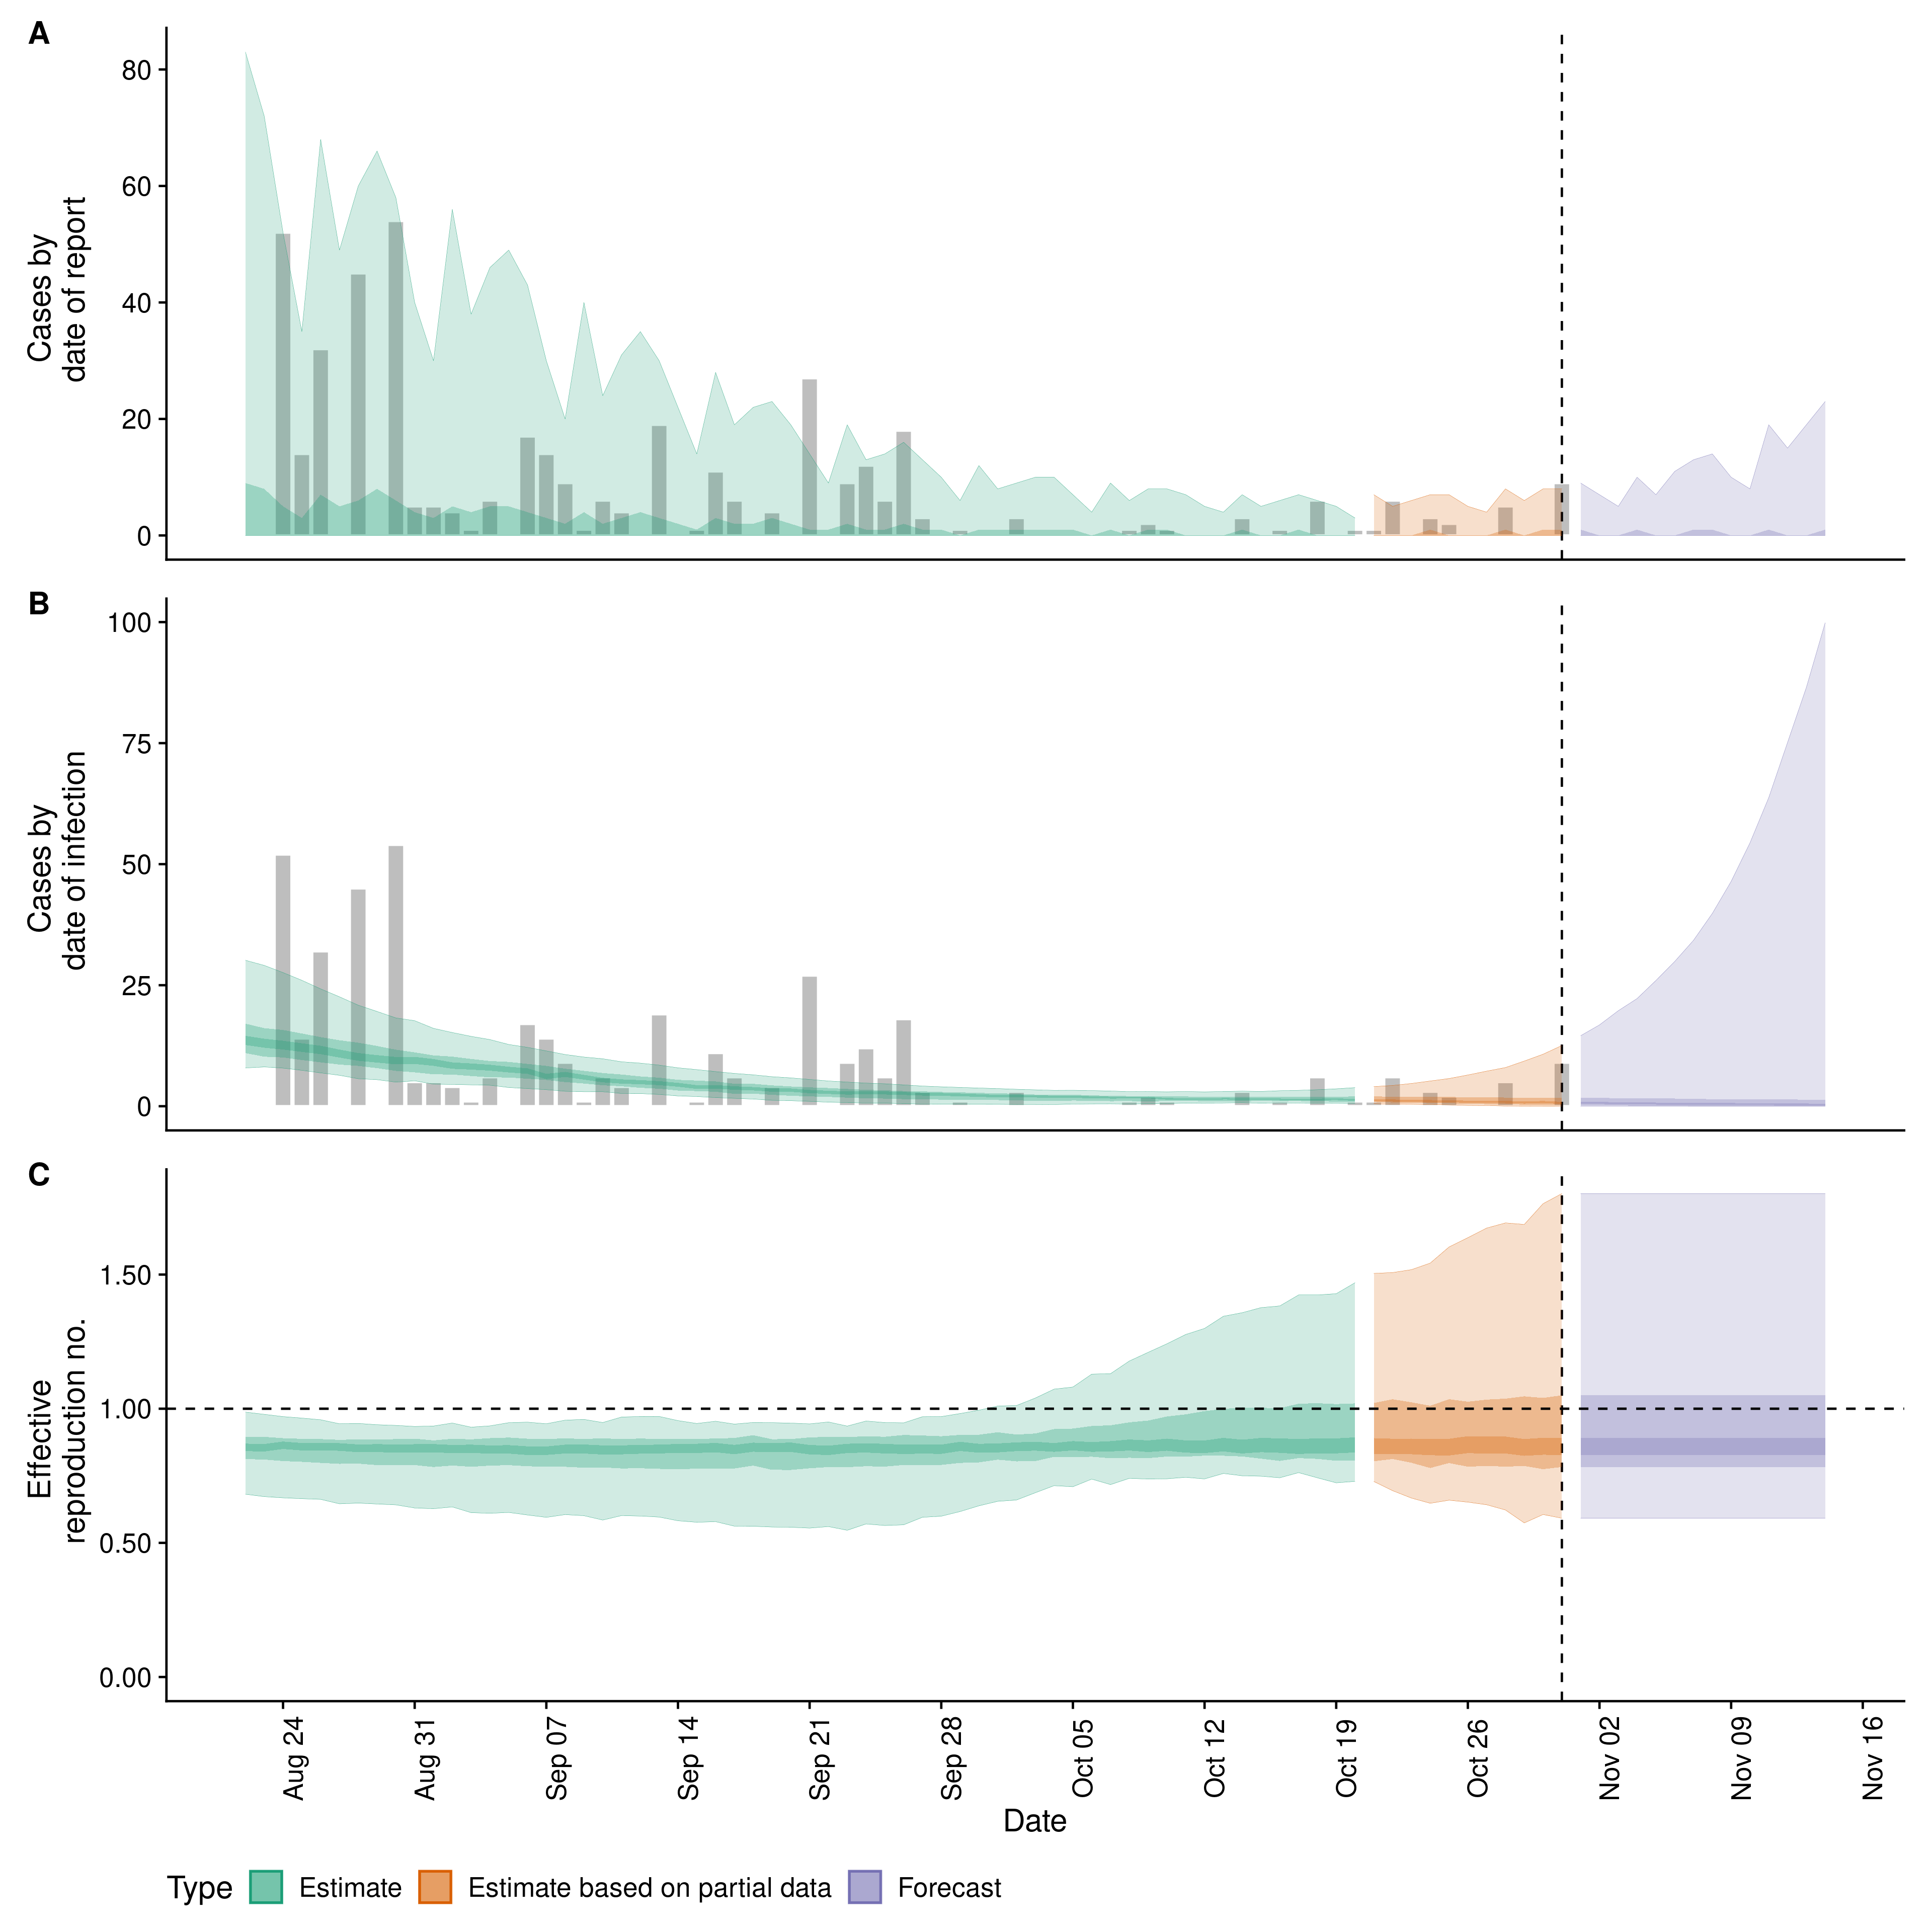 A
Cases by
date of report
80
60
40
20
0
B
Cases by
date of infection
100
75
50
25
0
C
Effective
reproduction no.
1.50
1.00
0.50
0.00
Aug 24
Aug 31
Sep 07
Sep 14
Sep 21
Sep 28
Oct 05
Oct 12
Oct 19
Oct 26
Nov 02
Nov 09
Nov 16
Date
Type Estimate Estimate based on partial data Forecast